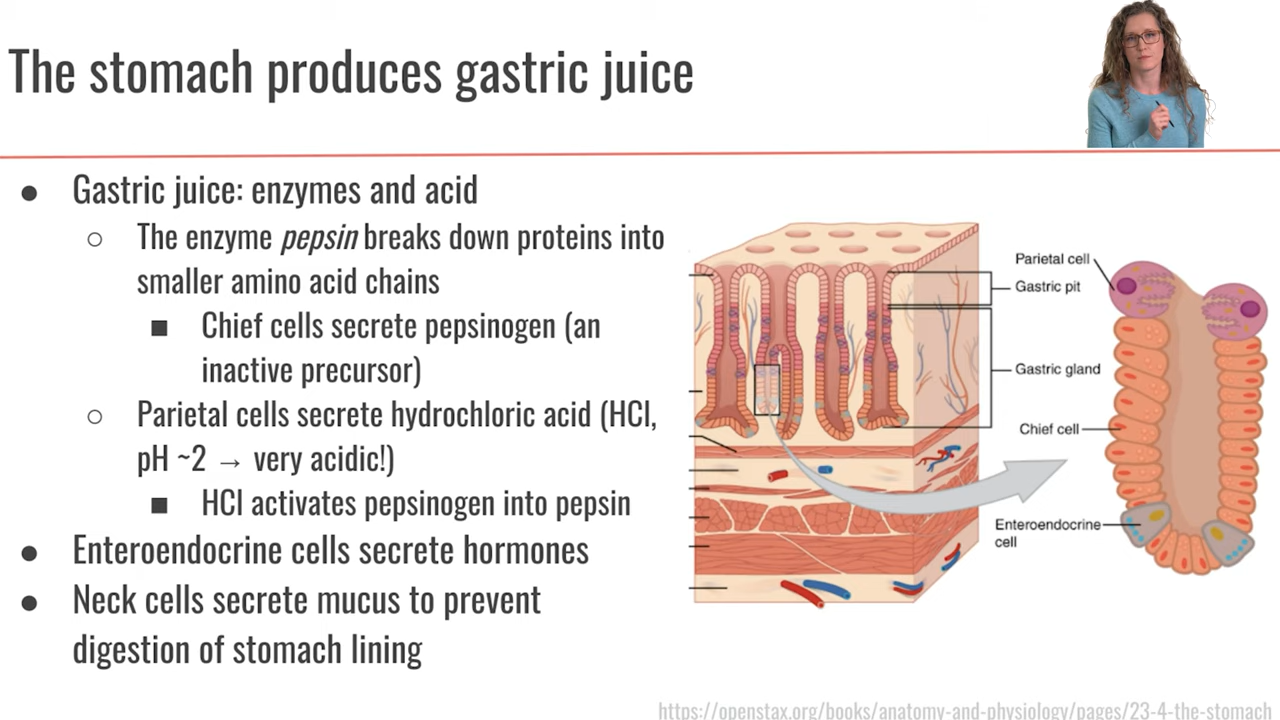 The stomach produces gastric juice
● Gastric juice: enzymes and acid
○ The enzyme pepsin breaks down proteins into
smaller amino acid chains
■ Chief cells secrete pepsinogen (an
inactive precursor)
○ Parietal cells secrete hydrochloric acid (HCl,
pH ~2 → very acidic!)
■ HCl activates pepsinogen into pepsin
● Enteroendocrine cells secrete hormones
● Neck cells secrete mucus to prevent
digestion of stomach lining
Parietal cell
Gastric pit
Gastric gland
Chief cell
Enteroendocrine
cell
https://openstax.org/books/anatomy-and-physiology/pages/23-4-the-stomach